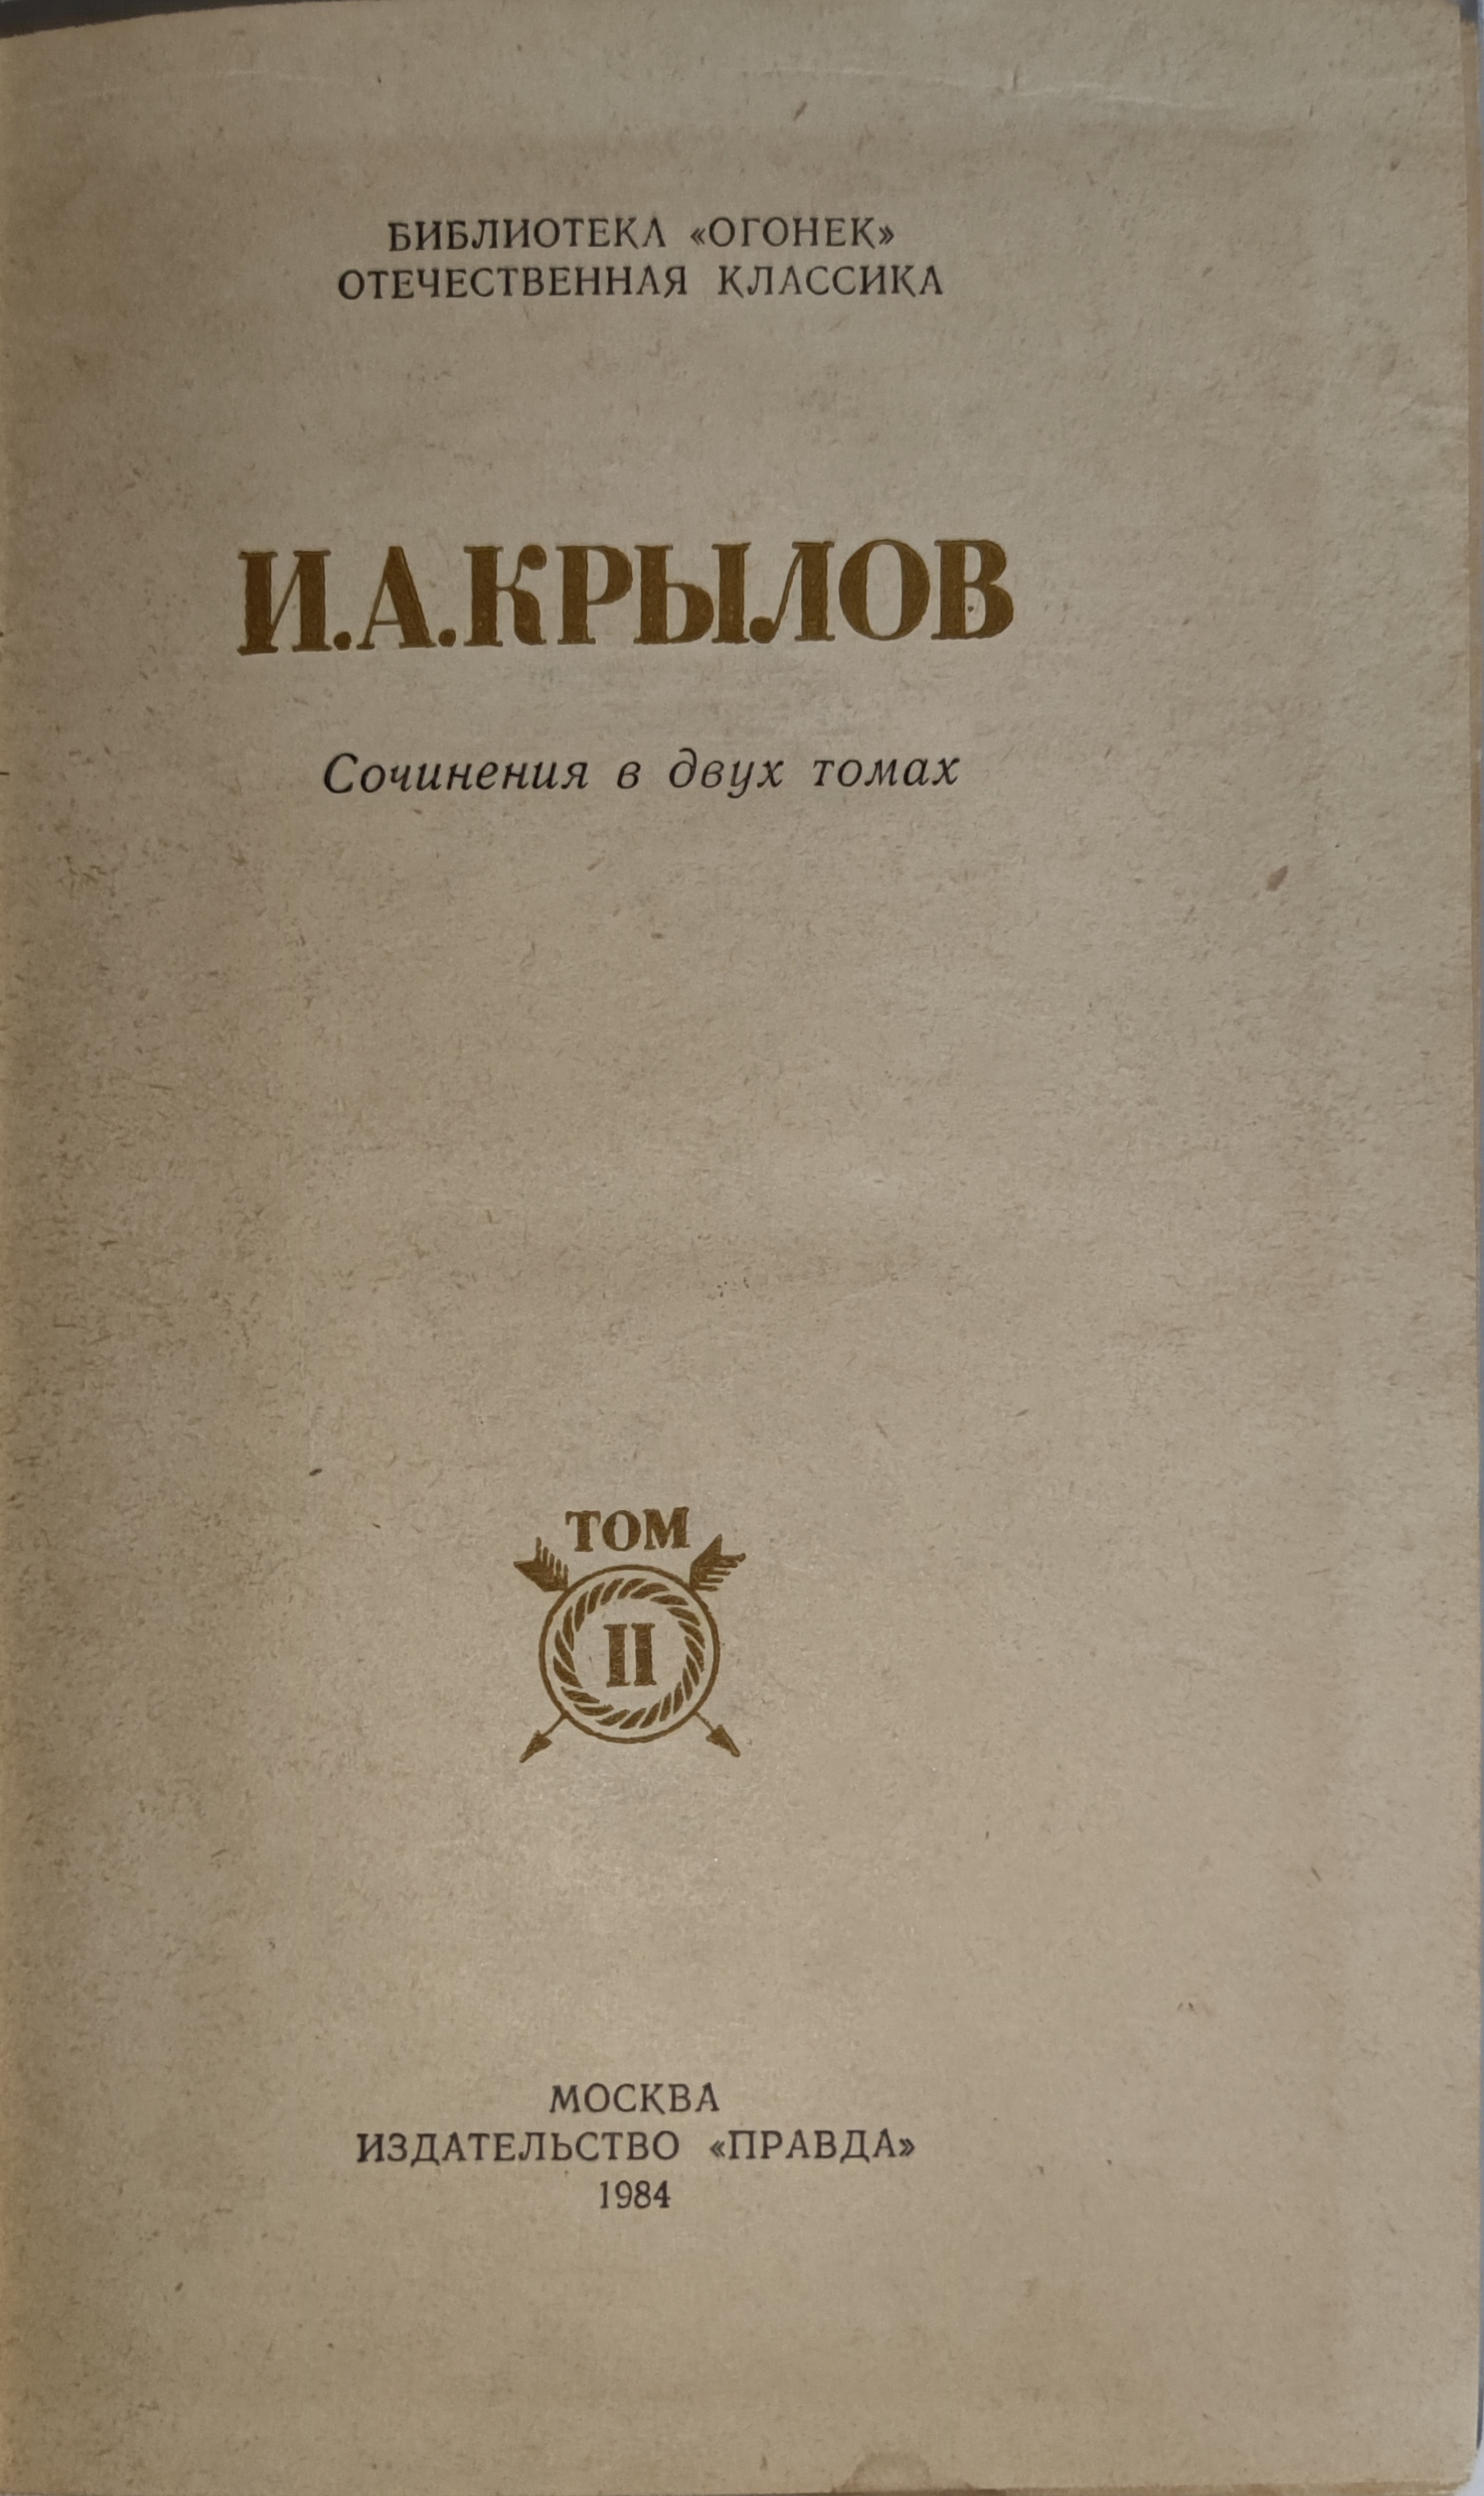 БИБЛИОТЕКА «ОГОНЕК»
ОТЕЧЕСТВЕННАЯ КЛАССИКА
И.А.КРЫЛОВ
Сочинения в двух томах
ТОМ
II
МОСКВА
ИЗДАТЕЛЬСТВО «ПРАВДА»
1984